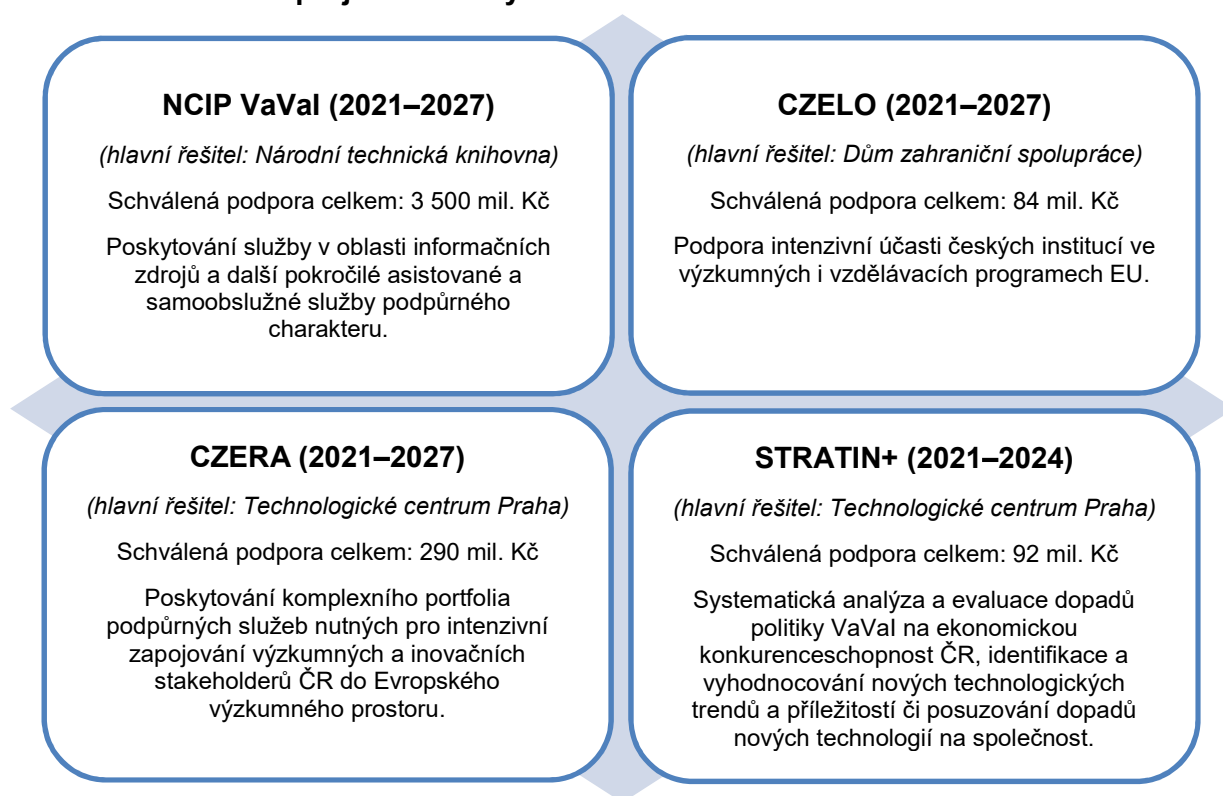 NCIP VaVaI (2021–2027)
(hlavní řešitel: Národní technická knihovna)
Schválená podpora celkem: 3 500 mil. Kč
Poskytování služby v oblasti informačních
zdrojů a další pokročilé asistované a
samoobslužné služby podpůrného
charakteru.
CZELO (2021–2027)
(hlavní řešitel: Dům zahraniční spolupráce)
Schválená podpora celkem: 84 mil. Kč
Podpora intenzivní účasti českých institucí ve
výzkumných i vzdělávacích programech EU.
CZERA (2021–2027)
(hlavní řešitel: Technologické centrum Praha)
Schválená podpora celkem: 290 mil. Kč
Poskytování komplexního portfolia
podpůrných služeb nutných pro intenzivní
zapojování výzkumných a inovačních
stakeholderů ČR do Evropského
výzkumného prostoru.
STRATIN+ (2021–2024)
(hlavní řešitel: Technologické centrum Praha)
Schválená podpora celkem: 92 mil. Kč
Systematická analýza a evaluace dopadů
politiky VaVaI na ekonomickou
konkurenceschopnost ČR, identifikace a
vyhodnocování nových technologických
trendů a příležitostí či posuzování dopadů
nových technologií na společnost.